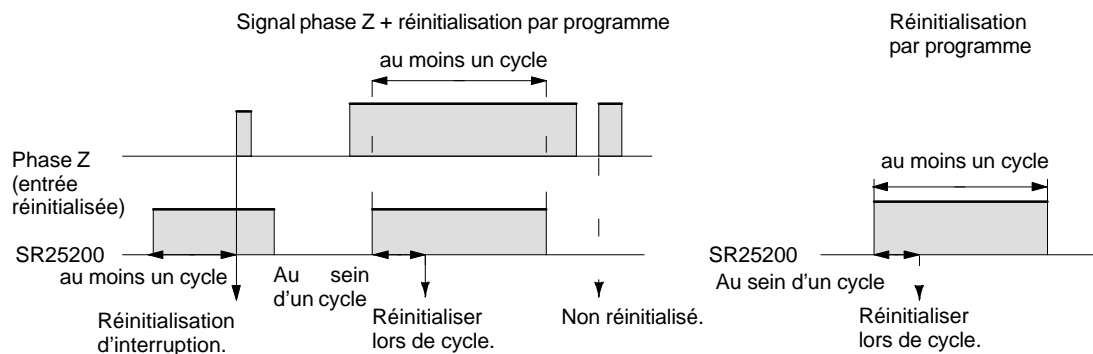 Signal phase Z + réinitialisation par programme
au moins un cycle
Phase Z
(entrée
réinitialisée)
SR25200
au moins un cycle
Au sein
d'un cycle
Réinitialisation
d'interruption.
Réinitialiser
lors de cycle.
Non réinitialisé.
Réinitialisation
par programme
au moins un cycle
SR25200
Au sein d'un cycle
Réinitialiser
lors de cycle.